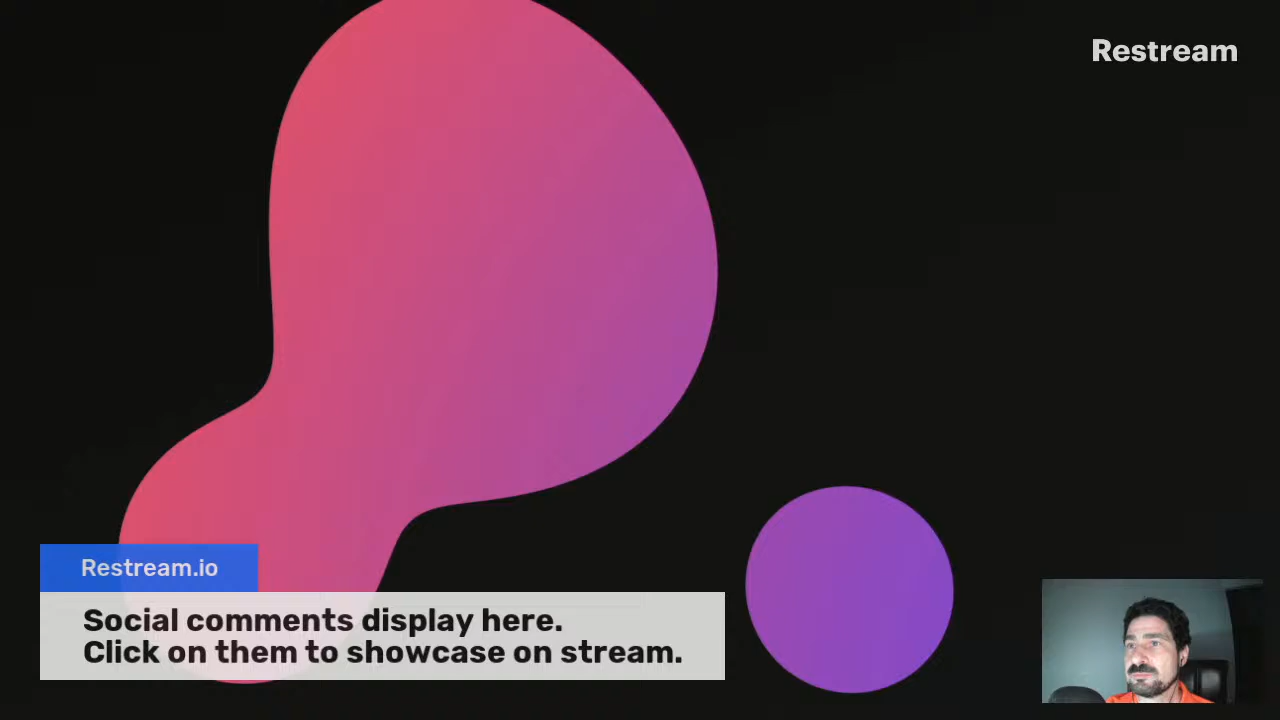 Restream
Restream.io
Social comments display here.
Click on them to showcase on stream.